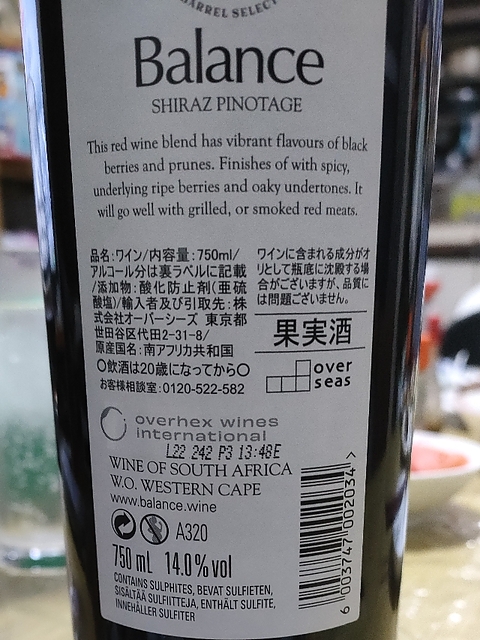 BARREL SELECT
Balance
SHIRAZ PINOTAGE
This red wine blend has vibrant flavours of black
berries and prunes. Finishes of with spicy,
underlying ripe berries and oaky undertones. It
will go well with grilled, or smoked red meats.
品名:ワイン/内容量:750ml/
アルコール分は裏ラベルに記載
/添加物:酸化防止剤(亜硫
酸塩)/輸入者及び引取先:株
式会社オーバーシーズ 東京都
世田谷区代田2-31-8/
原産国名:南アフリカ共和国
〇飲酒は20歳になってから〇
お客様相談室:0120-522-582
ワインに含まれる成分がオ
リとして瓶底に沈殿する場
合がございますが、品質に
は問題ございません。
果実酒
over
seas
overhex wines
international
L22 242 P3 13:48E
WINE OF SOUTH AFRICA
W.O. WESTERN CAPE
www.balance.wine
A320
750 mL 14.0% vol
CONTAINS SULPHITES, BEVAT SULFIETEN,
SISÄLTÄÄ SULFIITTEJA, ENTHÄLT SULFITE,
INNEHÅLLER SULFITER
6 003747 002034 >